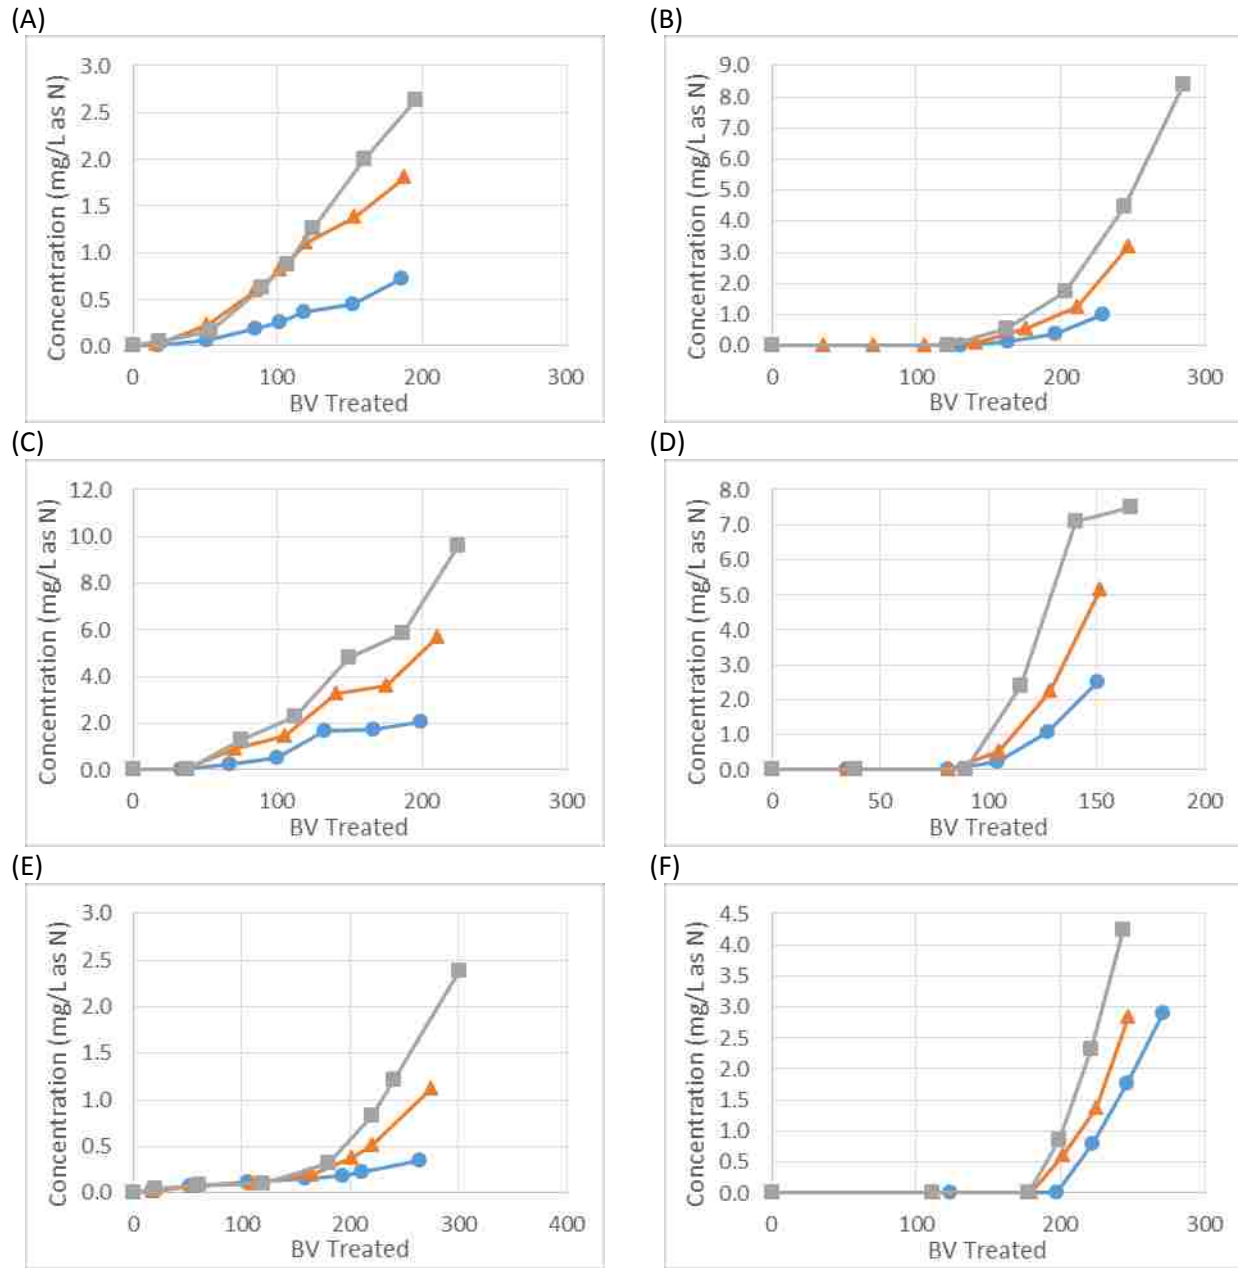 (A)
Concentration (mg/L as N)
3.0
2.5
2.0
1.5
1.0
0.5
0.0
0 100 200 300
BV Treated
(B)
Concentration (mg/L as N)
9.0
8.0
7.0
6.0
5.0
4.0
3.0
2.0
1.0
0.0
0 100 200 300
BV Treated
(C)
Concentration (mg/L as N)
12.0
10.0
8.0
6.0
4.0
2.0
0.0
0 100 200 300
BV Treated
(D)
Concentration (mg/L as N)
8.0
7.0
6.0
5.0
4.0
3.0
2.0
1.0
0.0
0 50 100 150 200
BV Treated
(E)
Concentration (mg/L as N)
3.0
2.5
2.0
1.5
1.0
0.5
0.0
0 100 200 300 400
BV Treated
(F)
Concentration (mg/L as N)
4.5
4.0
3.5
3.0
2.5
2.0
1.5
1.0
0.5
0.0
0 100 200 300
BV Treated